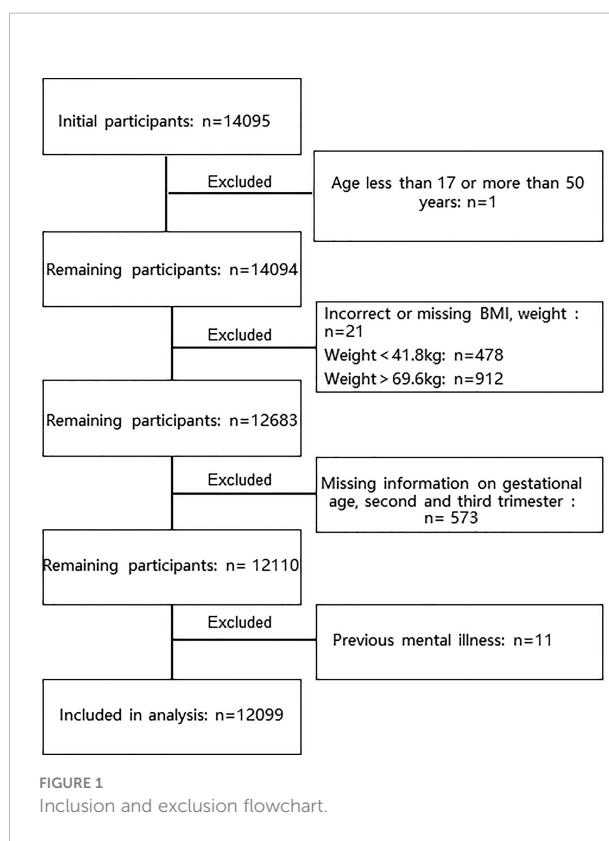 Initial participants: n=14095
Excluded
Age less than 17 or more than 50
years: n=1
Remaining participants: n=14094
Excluded
Incorrect or missing BMI, weight :
n=21
Weight < 41.8kg: n=478
Weight > 69.6kg: n=912
Remaining participants: n=12683
Excluded
Missing information on gestational
age, second and third trimester :
n= 573
Remaining participants: n= 12110
Excluded
Previous mental illness: n=11
Included in analysis: n=12099
FIGURE 1
Inclusion and exclusion flowchart.